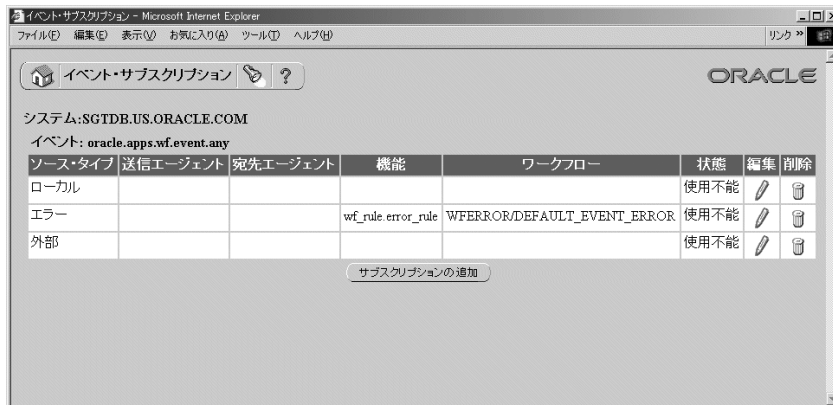 イベント・サブスクリプション - Microsoft Internet Explorer
ファイル(F) 編集(E) 表示(V) お気に入り(A) ツール(T) ヘルプ(H) リンク »
イベント・サブスクリプション ?
ORACLE
システム:SGTDB.US.ORACLE.COM
イベント: oracle.apps.wf.event.any
ソース・タイプ 送信エージェント 宛先エージェント 機能 ワークフロー 状態 編集 削除
ローカル 使用不能
エラー wf_rule.error_rule WFERROR/DEFAULT_EVENT_ERROR 使用不能
外部 使用不能
サブスクリプションの追加